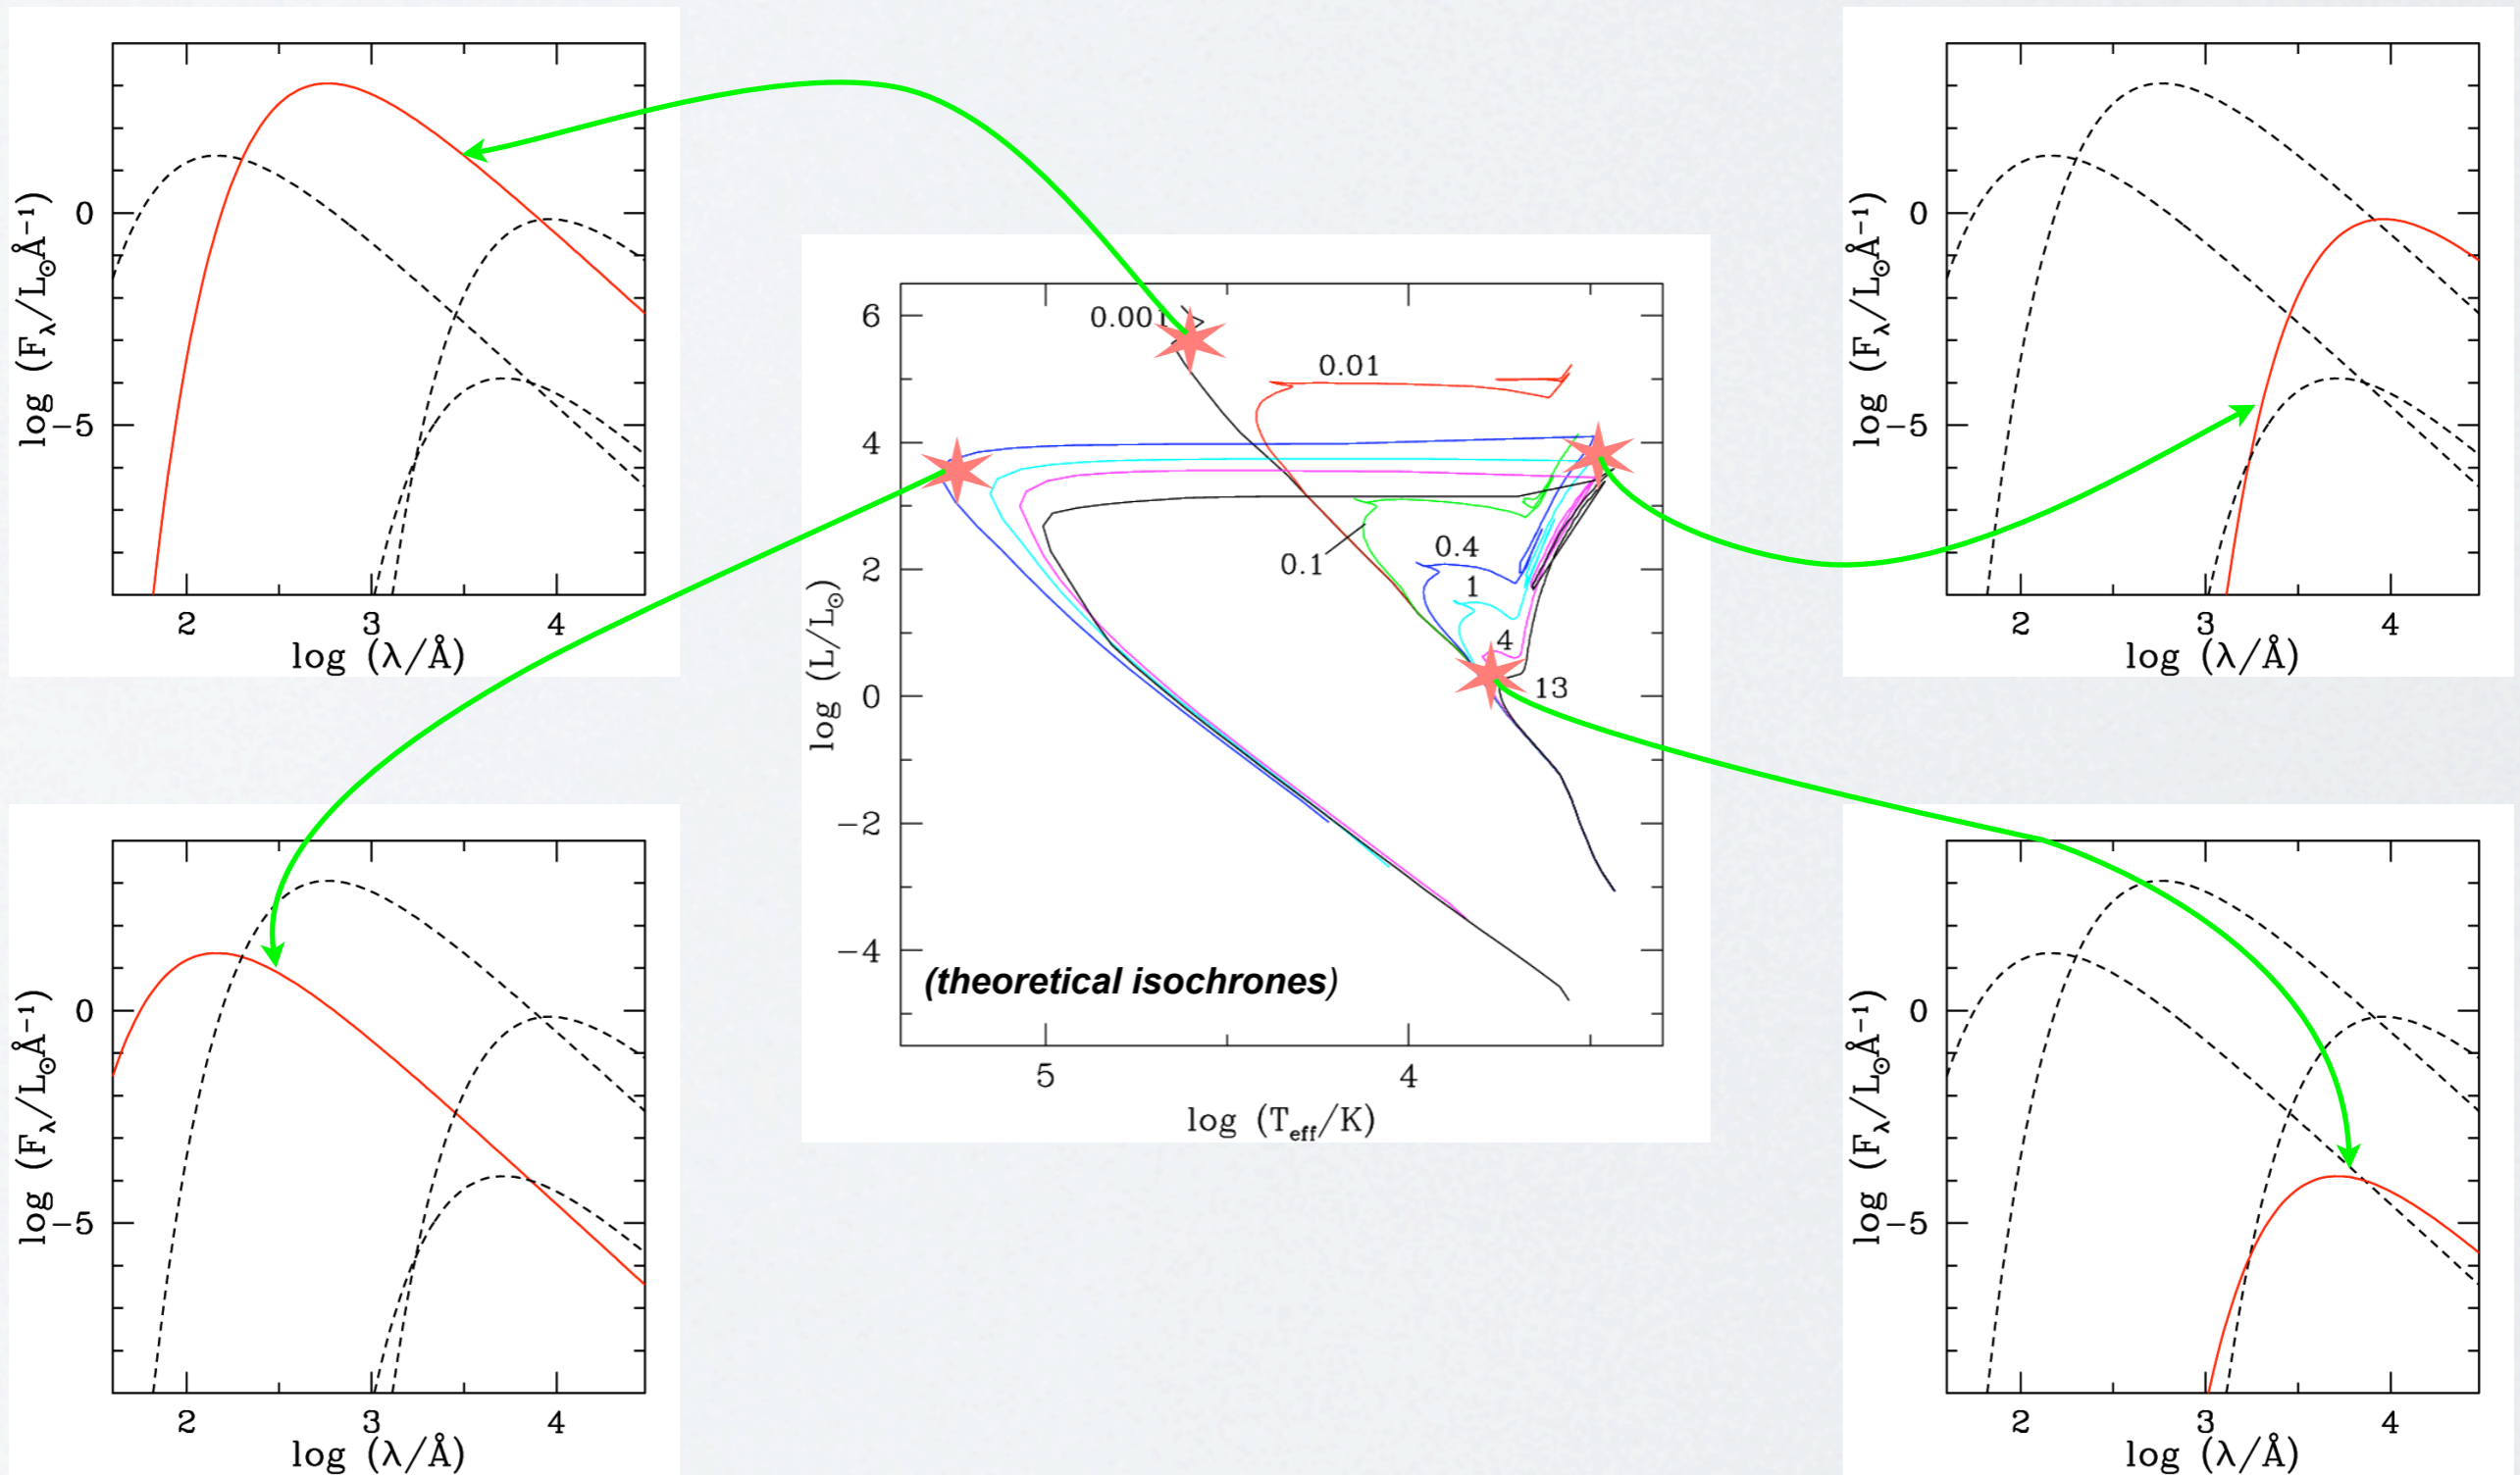 log (F_λ/L_⊙Å⁻¹)
0
−5
2 3 4
log (λ/Å)
log (F_λ/L_⊙Å⁻¹)
0
−5
2 3 4
log (λ/Å)
log (L/L_⊙)
6
4
2
0
−2
−4
0.001
0.01
0.1
0.4
1
4
13
(theoretical isochrones)
5 4
log (T_eff/K)
log (F_λ/L_⊙Å⁻¹)
0
−5
2 3 4
log (λ/Å)
log (F_λ/L_⊙Å⁻¹)
0
−5
2 3 4
log (λ/Å)